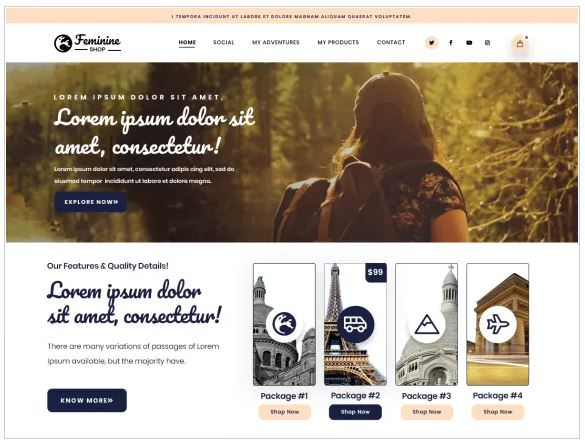 I TEMPORA INCIDUNT UT LABORE ET DOLORE MAGNAM ALIQUAM QUAERAT VOLUPTATEM.
Feminine
SHOP
HOME SOCIAL MY ADVENTURES MY PRODUCTS CONTACT
LOREM IPSUM DOLOR SIT AMET,
Lorem ipsum dolor sit
amet, consectetur!
Lorem ipsum dolor sit amet, consectetur adipis cing elit, sed do
eiusmod tempor incididunt ut labore et dolore magna.
EXPLORE NOW»
Our Features & Quality Details!
Lorem ipsum dolor
sit amet, consectetur!
There are many variations of passages of Lorem
Ipsum available, but the majority have.
KNOW MORE»
$99
Package #1 Package #2 Package #3 Package #4
Shop Now Shop Now Shop Now Shop Now